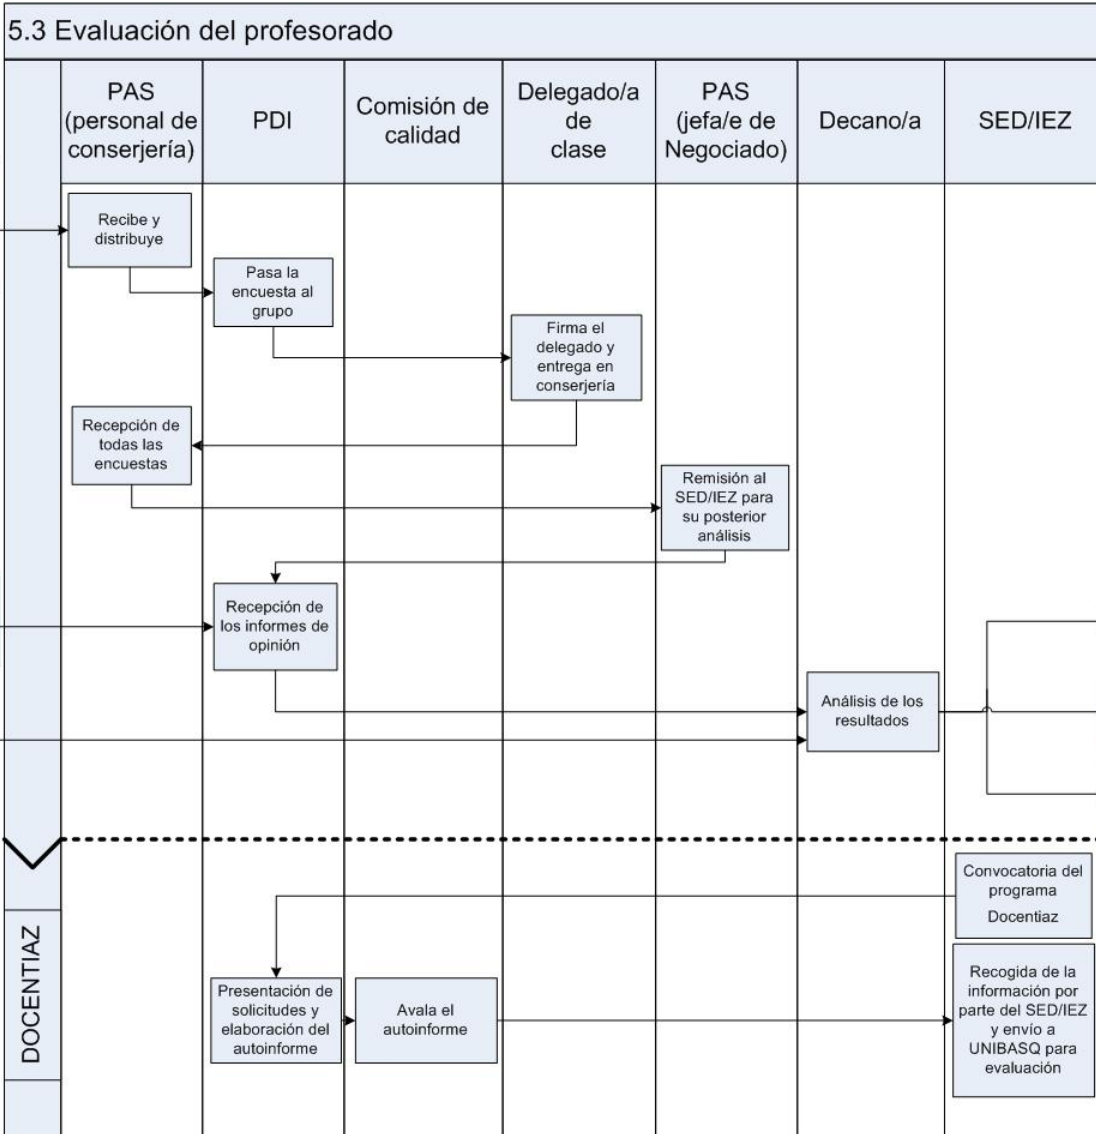 5.3 Evaluación del profesorado
PAS
(personal de
conserjería)
PDI
Comisión de
calidad
Delegado/a
de
clase
PAS
(jefa/e de
Negociado)
Decano/a
SED/IEZ
Recibe y
distribuye
Pasa la
encuesta al
grupo
Firma el
delegado y
entrega en
conserjería
Recepción de
todas las
encuestas
Remisión al
SED/IEZ para
su posterior
análisis
Recepción de
los informes de
opinión
Análisis de los
resultados
DOCENTIAZ
Convocatoria del
programa
Docentiaz
Presentación de
solicitudes y
elaboración del
autoinforme
Avala el
autoinforme
Recogida de la
información por
parte del SED/IEZ
y envío a
UNIBASQ para
evaluación